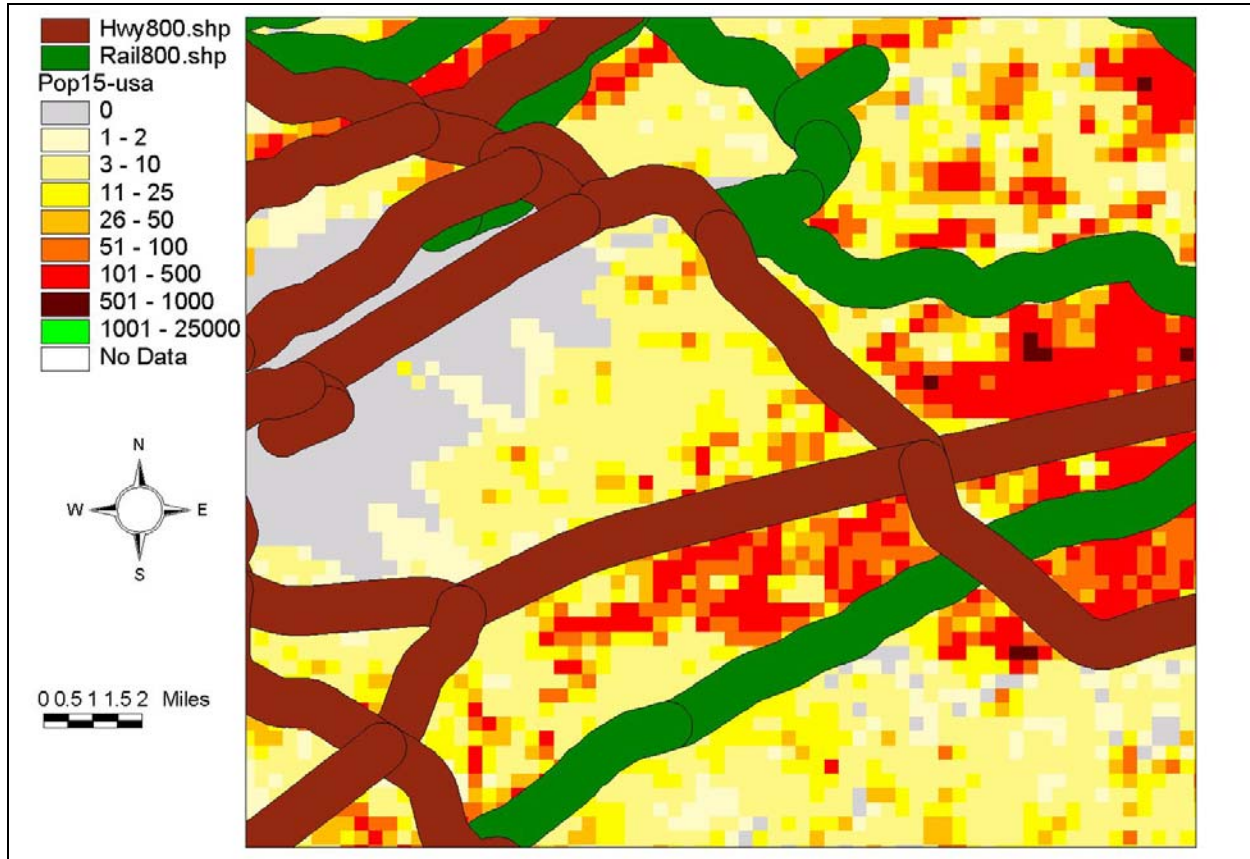 Hwy800.shp
Rail800.shp
Pop15-usa
0
1 - 2
3 - 10
11 - 25
26 - 50
51 - 100
101 - 500
501 - 1000
1001 - 25000
No Data
N
W E
S
0 0.5 1 1.5 2 Miles